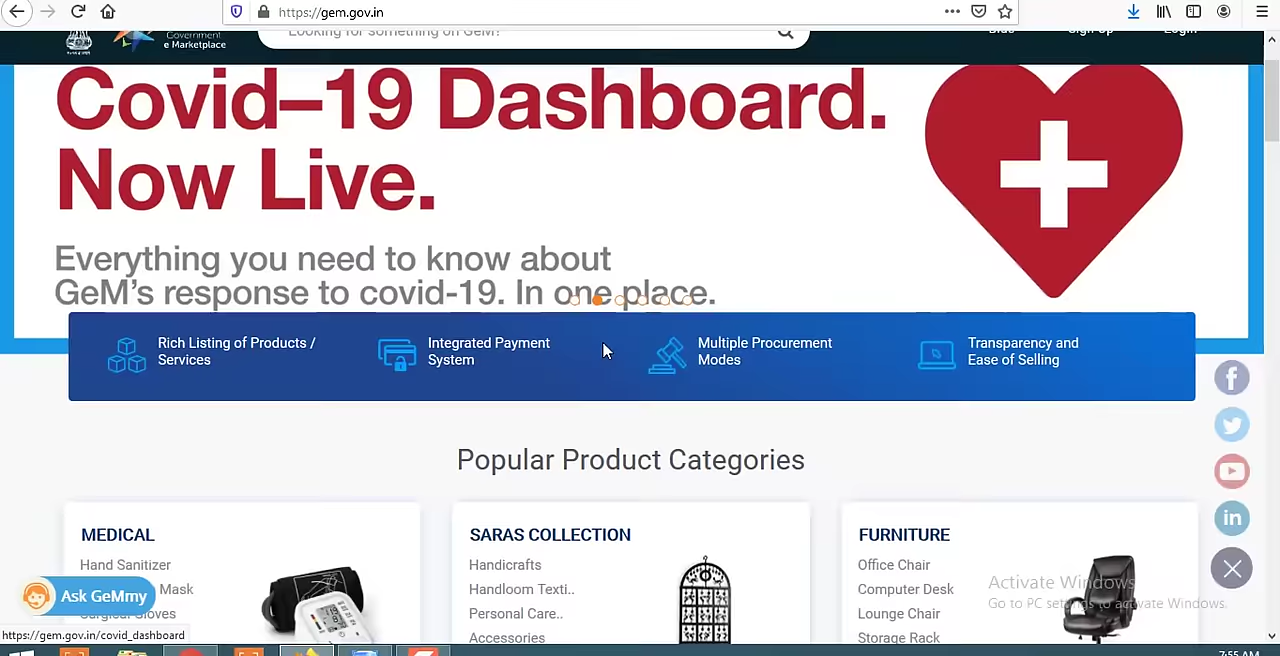 https://gem.gov.in
Government
e Marketplace
Looking for something on GeM?
Sign Up
Login
Covid–19 Dashboard.
Now Live.
Everything you need to know about
GeM's response to covid-19. In one place.
Rich Listing of Products /
Services
Integrated Payment
System
Multiple Procurement
Modes
Transparency and
Ease of Selling
Popular Product Categories
MEDICAL
Hand Sanitizer
Mask
Surgical Gloves
SARAS COLLECTION
Handicrafts
Handloom Texti..
Personal Care..
Accessories
FURNITURE
Office Chair
Computer Desk
Lounge Chair
Storage Rack
Ask GeMmy
Activate Windows
Go to PC settings to activate Windows.
https://gem.gov.in/covid_dashboard
7:55 AM